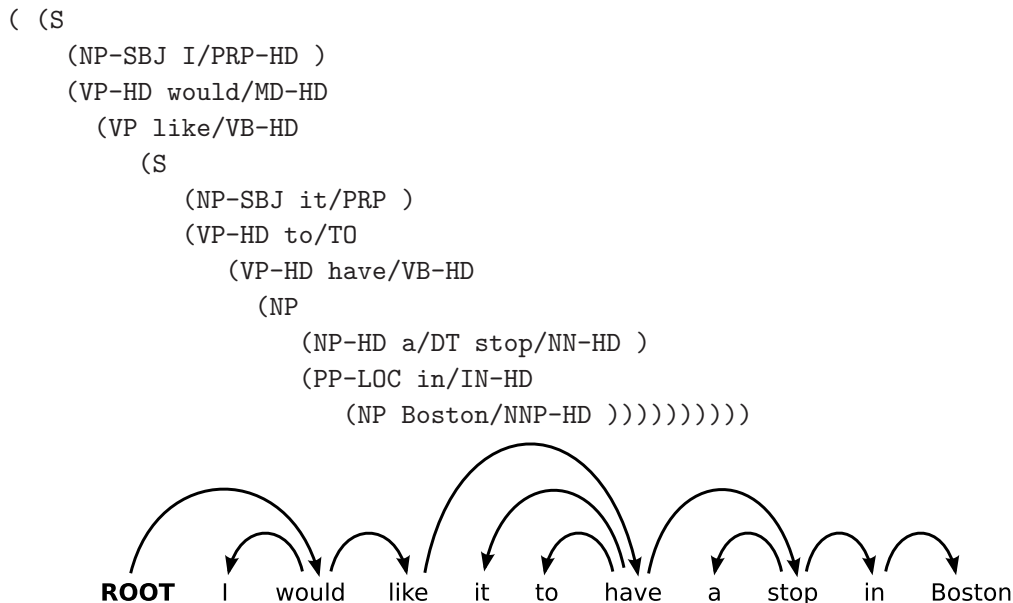 ( (S
(NP-SBJ I/PRP-HD )
(VP-HD would/MD-HD
(VP like/VB-HD
(S
(NP-SBJ it/PRP )
(VP-HD to/TO
(VP-HD have/VB-HD
(NP
(NP-HD a/DT stop/NN-HD )
(PP-LOC in/IN-HD
(NP Boston/NNP-HD ))))))))))
ROOT I would like it to have a stop in Boston